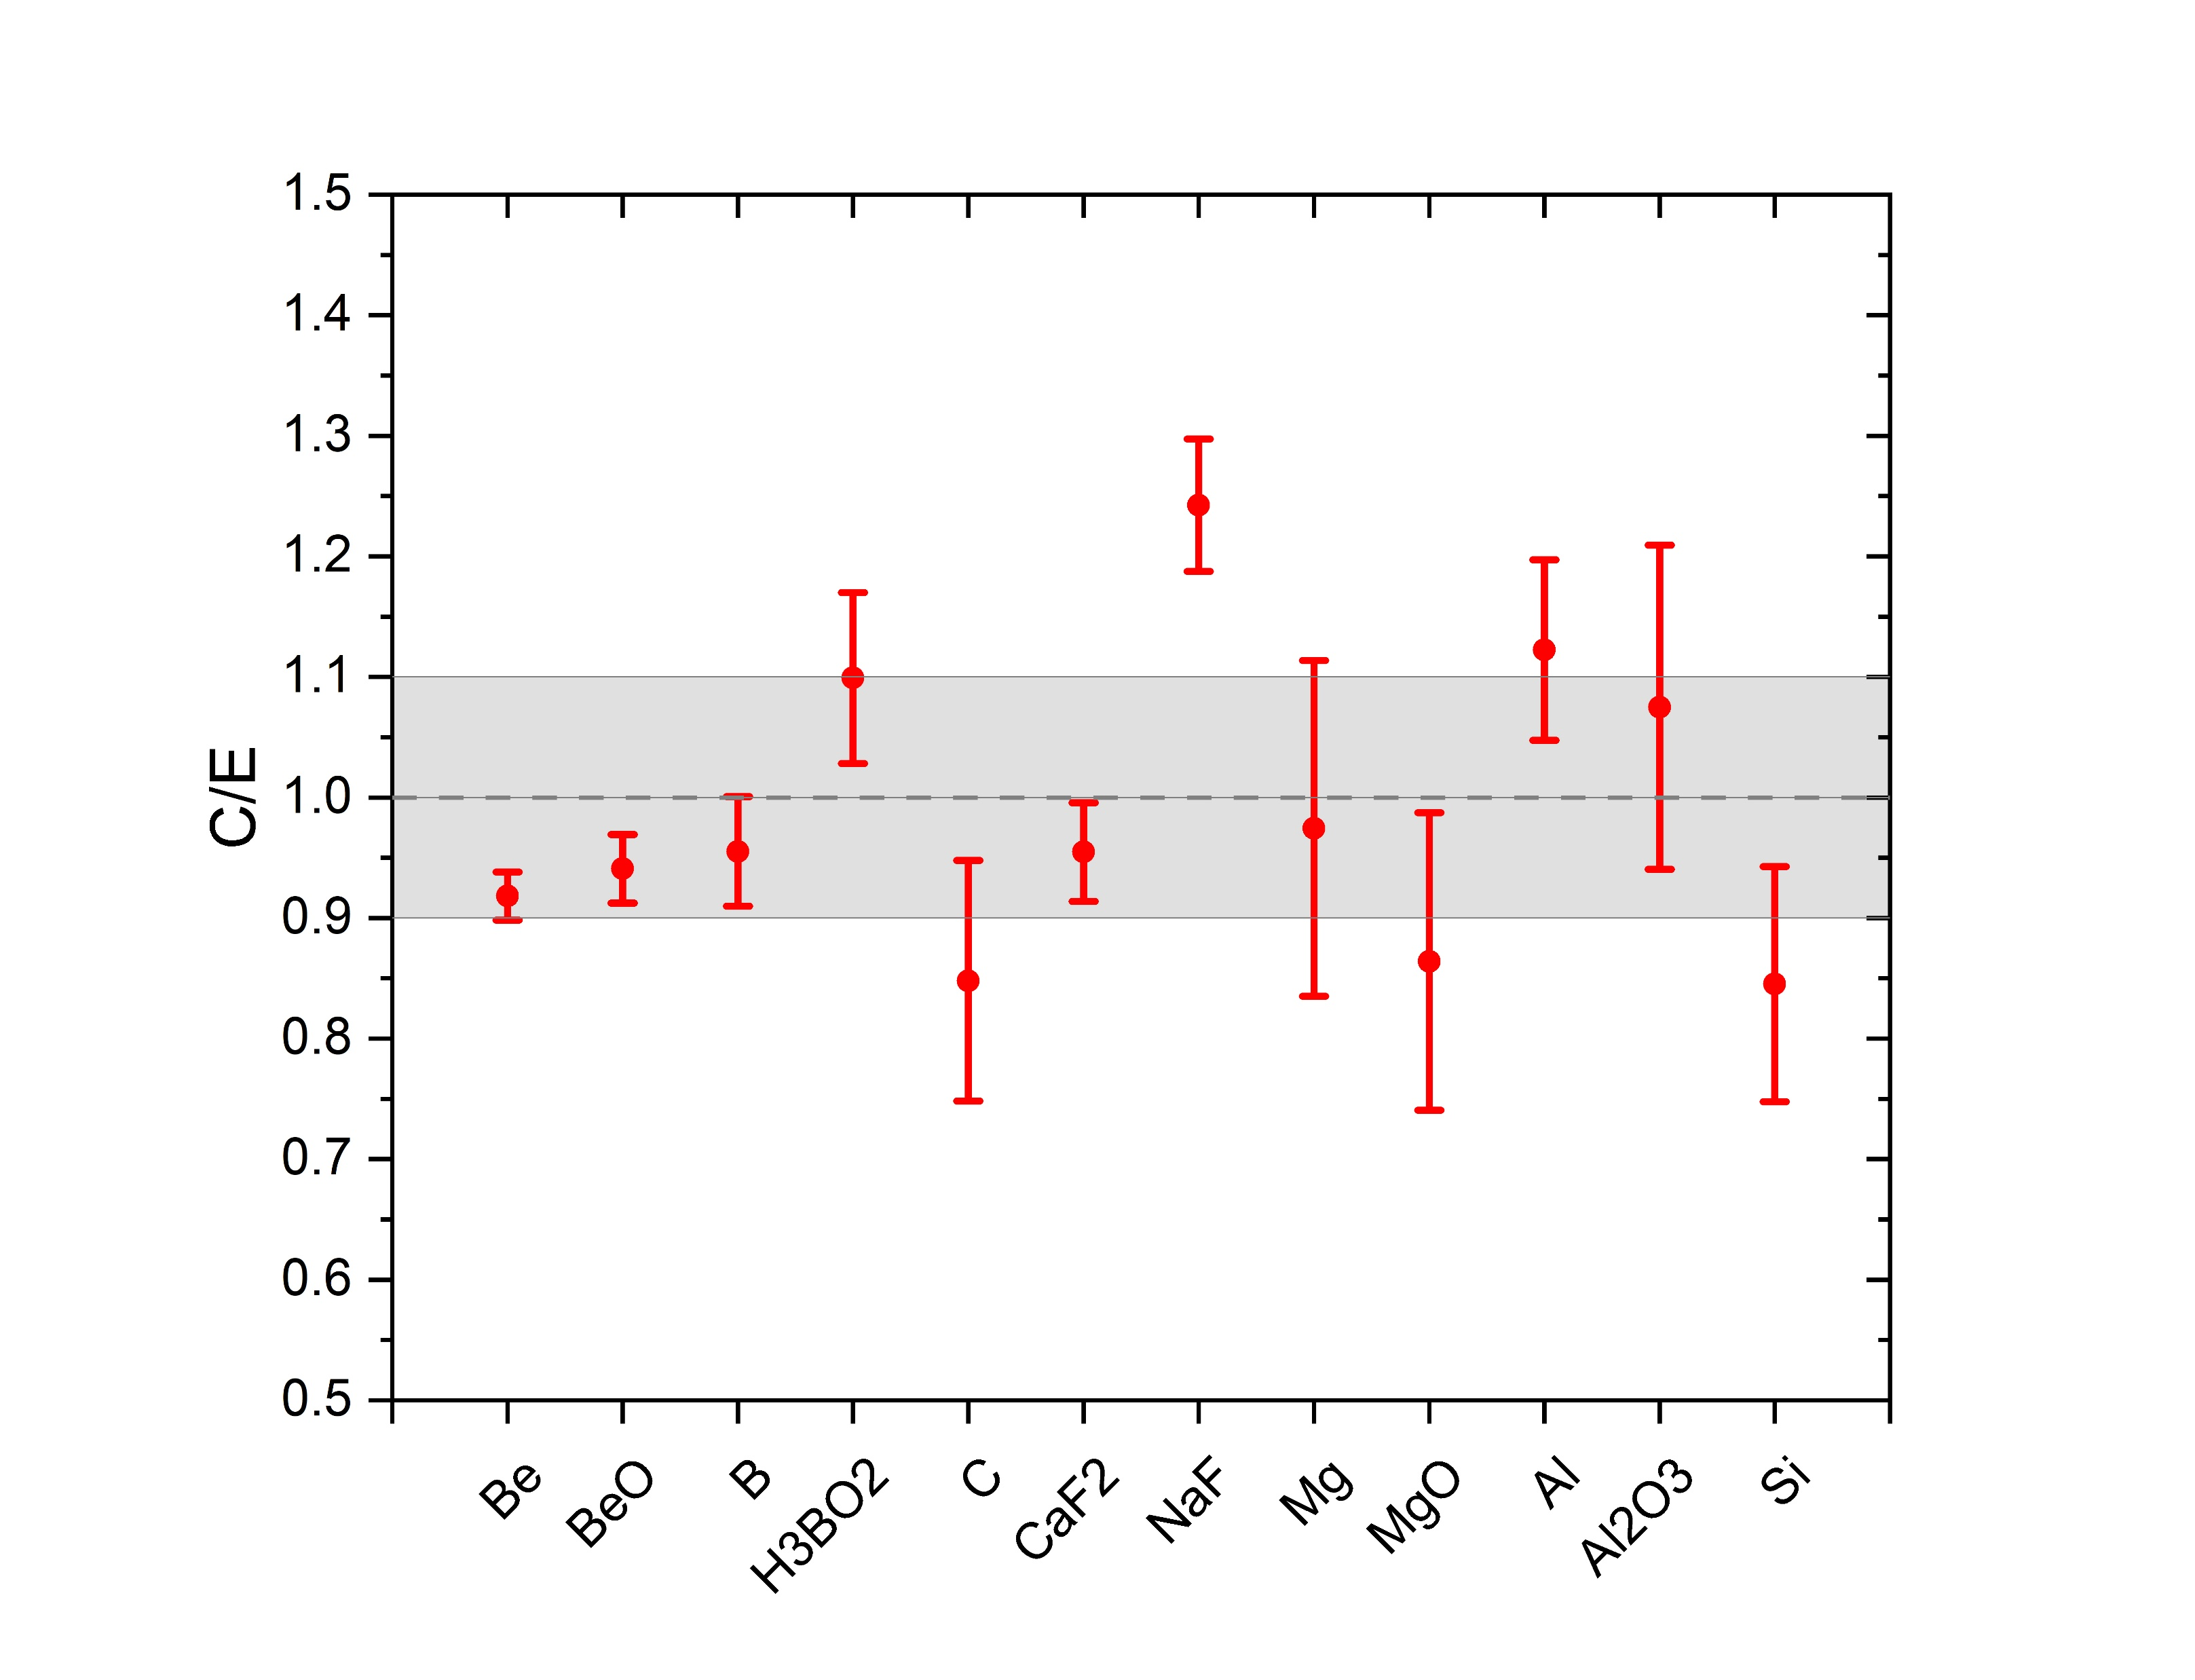 C/E
1.5
1.4
1.3
1.2
1.1
1.0
0.9
0.8
0.7
0.6
0.5
Be
BeO
B
H3BO2
C
CaF2
NaF
Mg
MgO
Al
Al2O3
Si